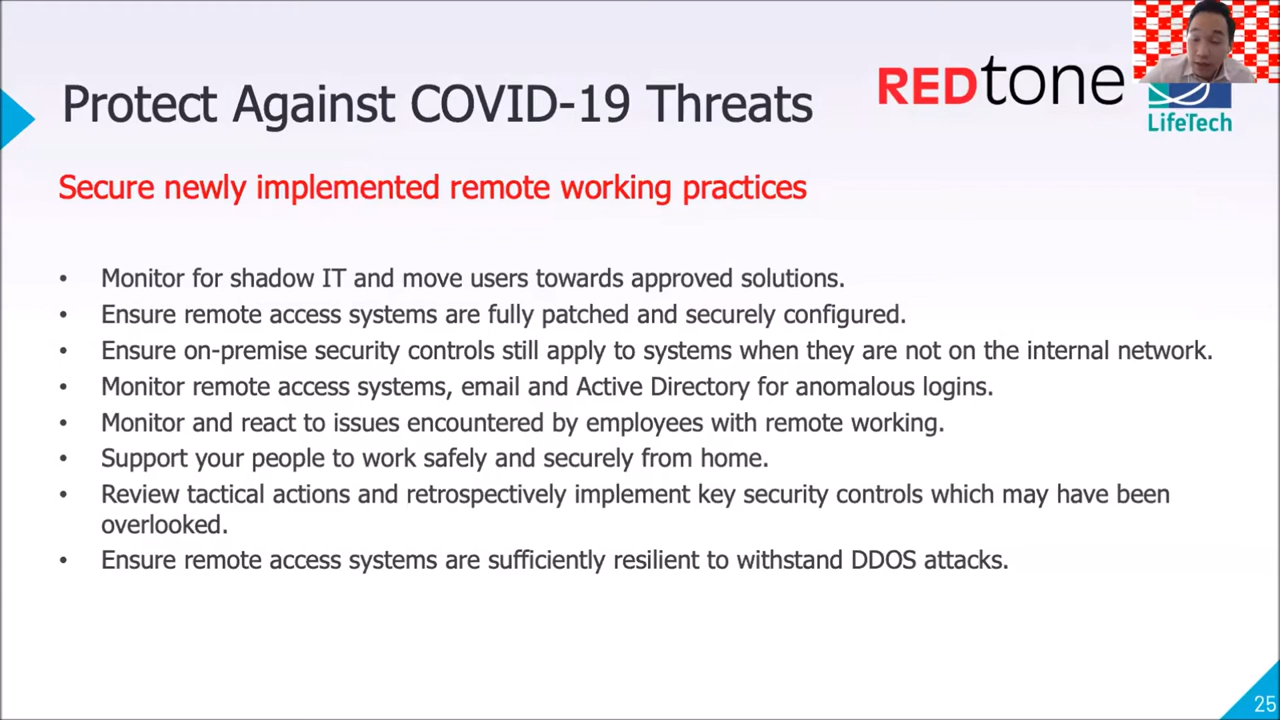 Protect Against COVID-19 Threats
REDtone
LifeTech
Secure newly implemented remote working practices
• Monitor for shadow IT and move users towards approved solutions.
• Ensure remote access systems are fully patched and securely configured.
• Ensure on-premise security controls still apply to systems when they are not on the internal network.
• Monitor remote access systems, email and Active Directory for anomalous logins.
• Monitor and react to issues encountered by employees with remote working.
• Support your people to work safely and securely from home.
• Review tactical actions and retrospectively implement key security controls which may have been
overlooked.
• Ensure remote access systems are sufficiently resilient to withstand DDOS attacks.
25